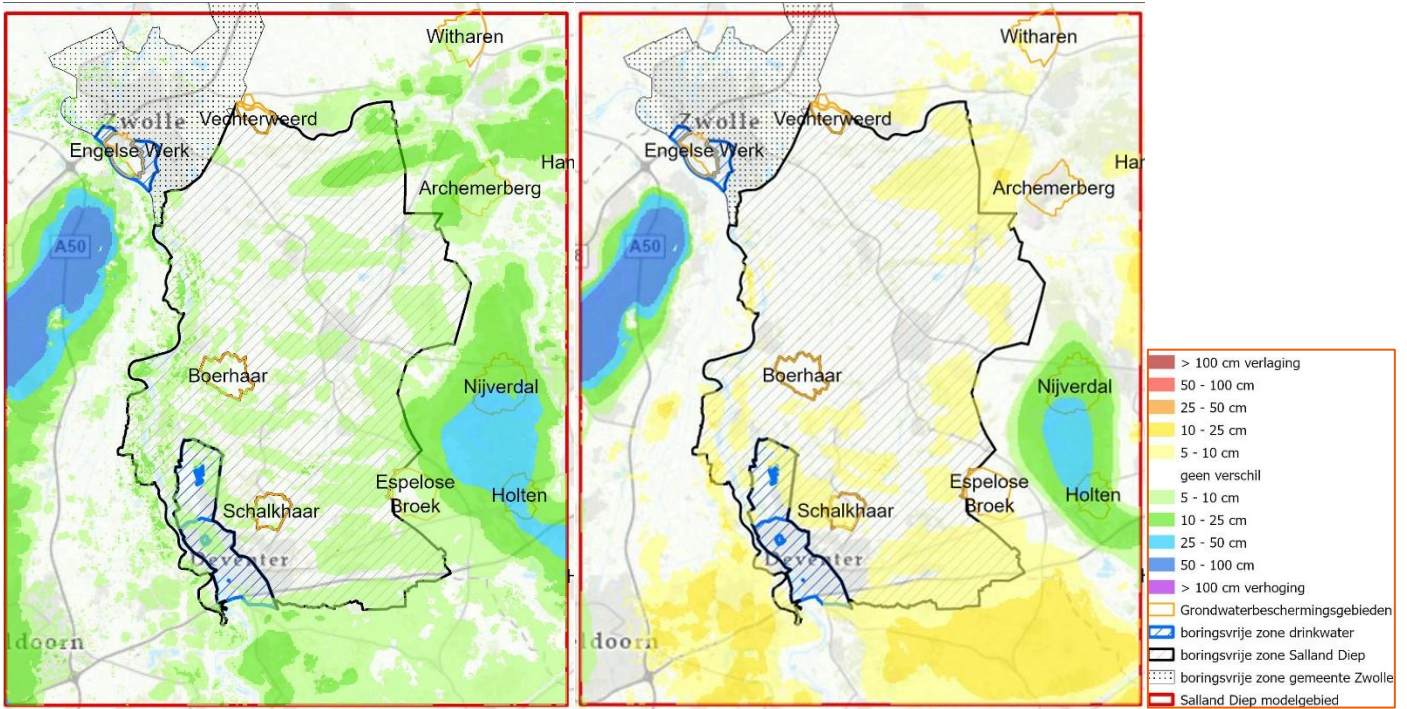 Witharen
Zwolle
Vechterweerd
Engelse Werk
Har
Archemerberg
A50
Boerhaar
Nijverdal
Espelose
Broek
Schalkhaar
Holten
Deventer
ldoorn
Witharen
Zwolle
Vechterweerd
Engelse Werk
Har
Archemerberg
A50
Boerhaar
Nijverdal
Espelose
Broek
Schalkhaar
Holten
Deventer
ldoorn
> 100 cm verlaging
50 - 100 cm
25 - 50 cm
10 - 25 cm
5 - 10 cm
geen verschil
5 - 10 cm
10 - 25 cm
25 - 50 cm
50 - 100 cm
> 100 cm verhoging
Grondwaterbeschermingsgebieden
boringsvrije zone drinkwater
boringsvrije zone Salland Diep
boringsvrije zone gemeente Zwolle
Salland Diep modelgebied